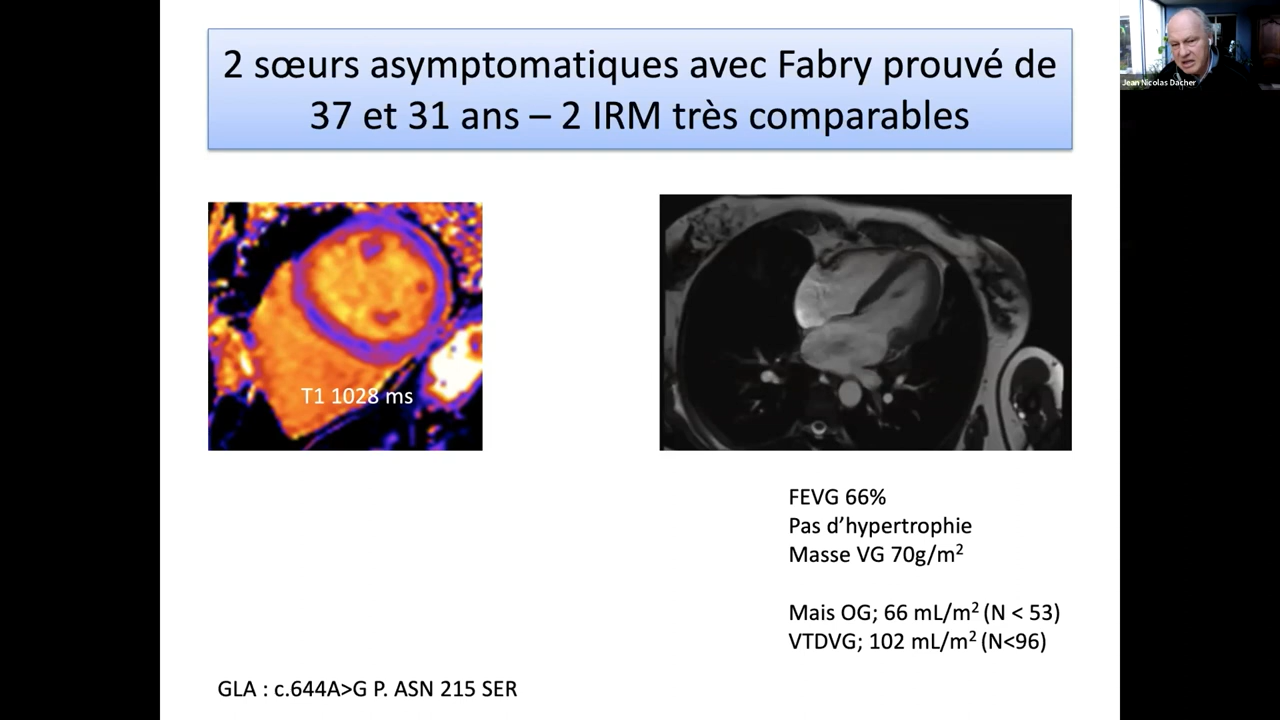 2 sœurs asymptomatiques avec Fabry prouvé de
37 et 31 ans – 2 IRM très comparables
Jean Nicolas Dacher
T1 1028 ms
FEVG 66%
Pas d’hypertrophie
Masse VG 70g/m²
Mais OG; 66 mL/m² (N < 53)
VTDVG; 102 mL/m² (N<96)
GLA : c.644A>G P. ASN 215 SER